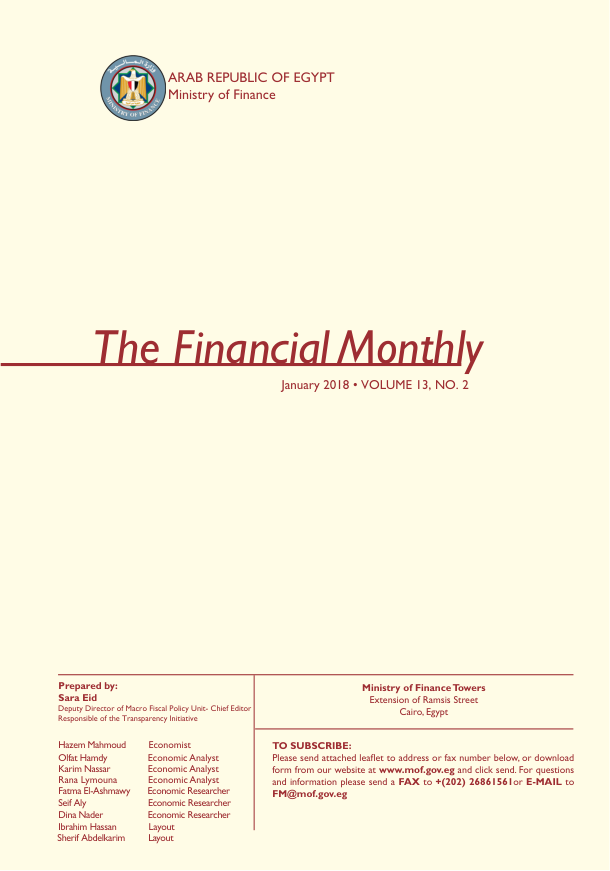 وزارة المالية
MINISTRY OF FINANCE
ARAB REPUBLIC OF EGYPT
Ministry of Finance
The Financial Monthly
January 2018 • VOLUME 13, NO. 2
Prepared by:
Sara Eid
Deputy Director of Macro Fiscal Policy Unit- Chief Editor
Responsible of the Transparency Initiative
Hazem Mahmoud Economist
Olfat Hamdy Economic Analyst
Karim Nassar Economic Analyst
Rana Lymouna Economic Analyst
Fatma El-Ashmawy Economic Researcher
Seif Aly Economic Researcher
Dina Nader Economic Researcher
Ibrahim Hassan Layout
Sherif Abdelkarim Layout
Ministry of Finance Towers
Extension of Ramsis Street
Cairo, Egypt
TO SUBSCRIBE:
Please send attached leaflet to address or fax number below, or download
form from our website at www.mof.gov.eg and click send. For questions
and information please send a FAX to +(202) 26861561or E-MAIL to
FM@mof.gov.eg